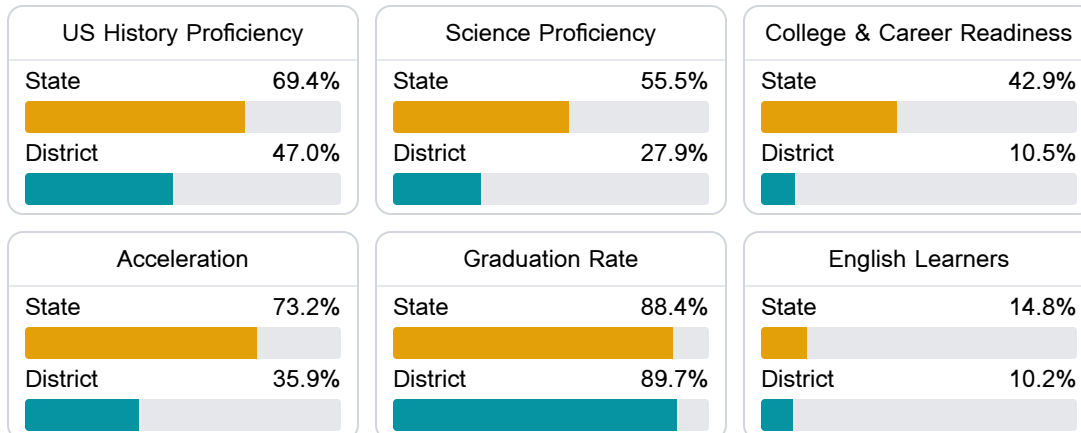 US History Proficiency
State 69.4%
District 47.0%
Science Proficiency
State 55.5%
District 27.9%
College & Career Readiness
State 42.9%
District 10.5%
Acceleration
State 73.2%
District 35.9%
Graduation Rate
State 88.4%
District 89.7%
English Learners
State 14.8%
District 10.2%